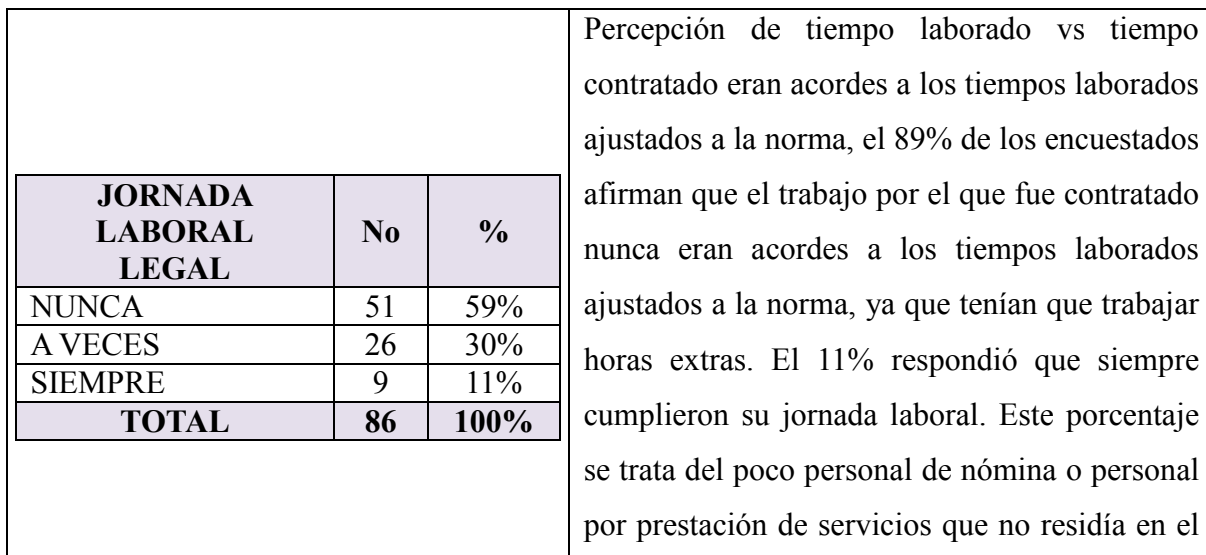 JORNADA
LABORAL
LEGAL
No
%
NUNCA 51 59%
A VECES 26 30%
SIEMPRE 9 11%
TOTAL 86 100%
Percepción de tiempo laborado vs tiempo
contratado eran acordes a los tiempos laborados
ajustados a la norma, el 89% de los encuestados
afirman que el trabajo por el que fue contratado
nunca eran acordes a los tiempos laborados
ajustados a la norma, ya que tenían que trabajar
horas extras. El 11% respondió que siempre
cumplieron su jornada laboral. Este porcentaje
se trata del poco personal de nómina o personal
por prestación de servicios que no residía en el